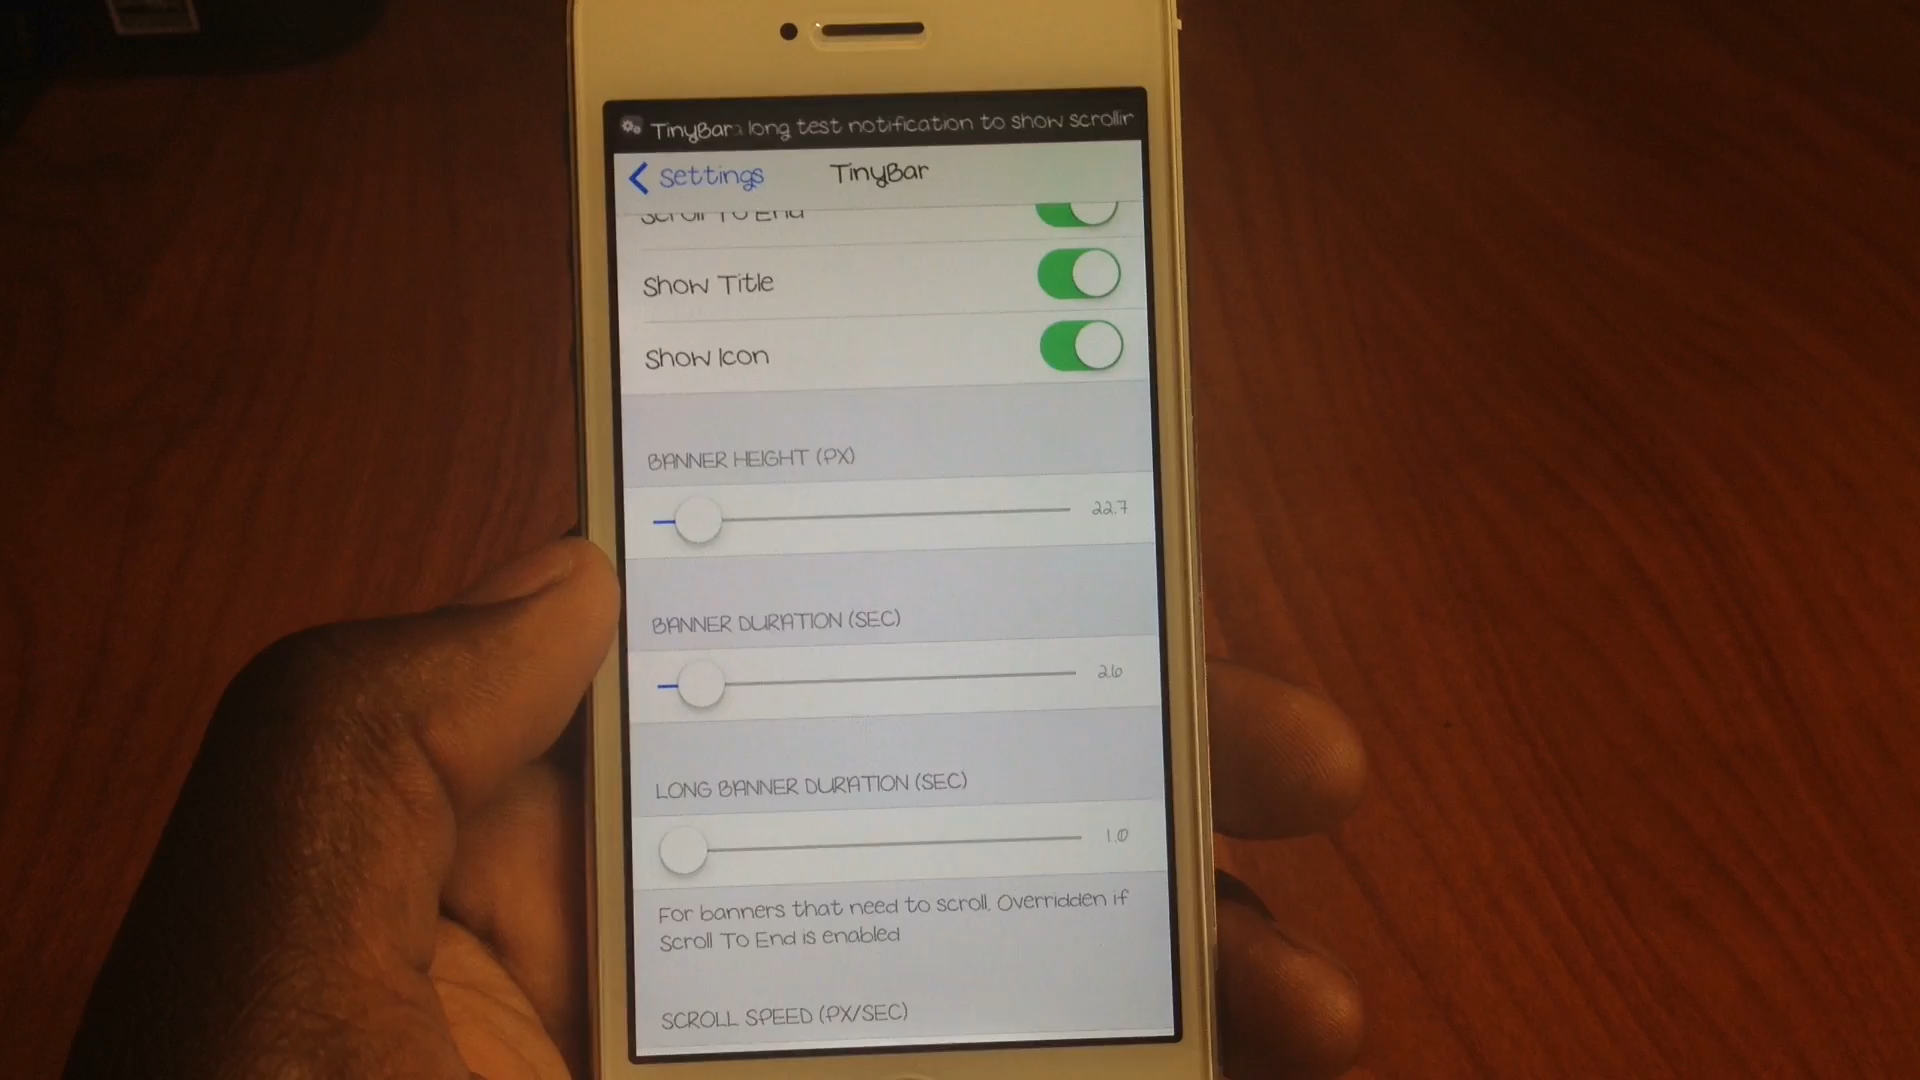 TinyBar long test notification to show scrollin
Settings
TinyBar
Scroll To End
Show Title
Show Icon
BANNER HEIGHT (PX)
22.7
BANNER DURATION (SEC)
2.6
LONG BANNER DURATION (SEC)
1.0
For banners that need to scroll. Overridden if
Scroll To End is enabled
SCROLL SPEED (PX/SEC)